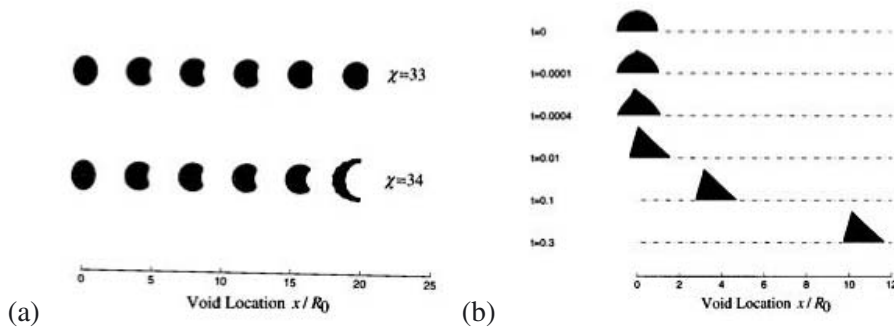 χ=33
χ=34
0 5 10 15 20 25
Void Location x/R0
(a)
t=0
t=0.0001
t=0.0004
t=0.01
t=0.1
t=0.3
0 2 4 6 8 10 12
Void Location x/R0
(b)